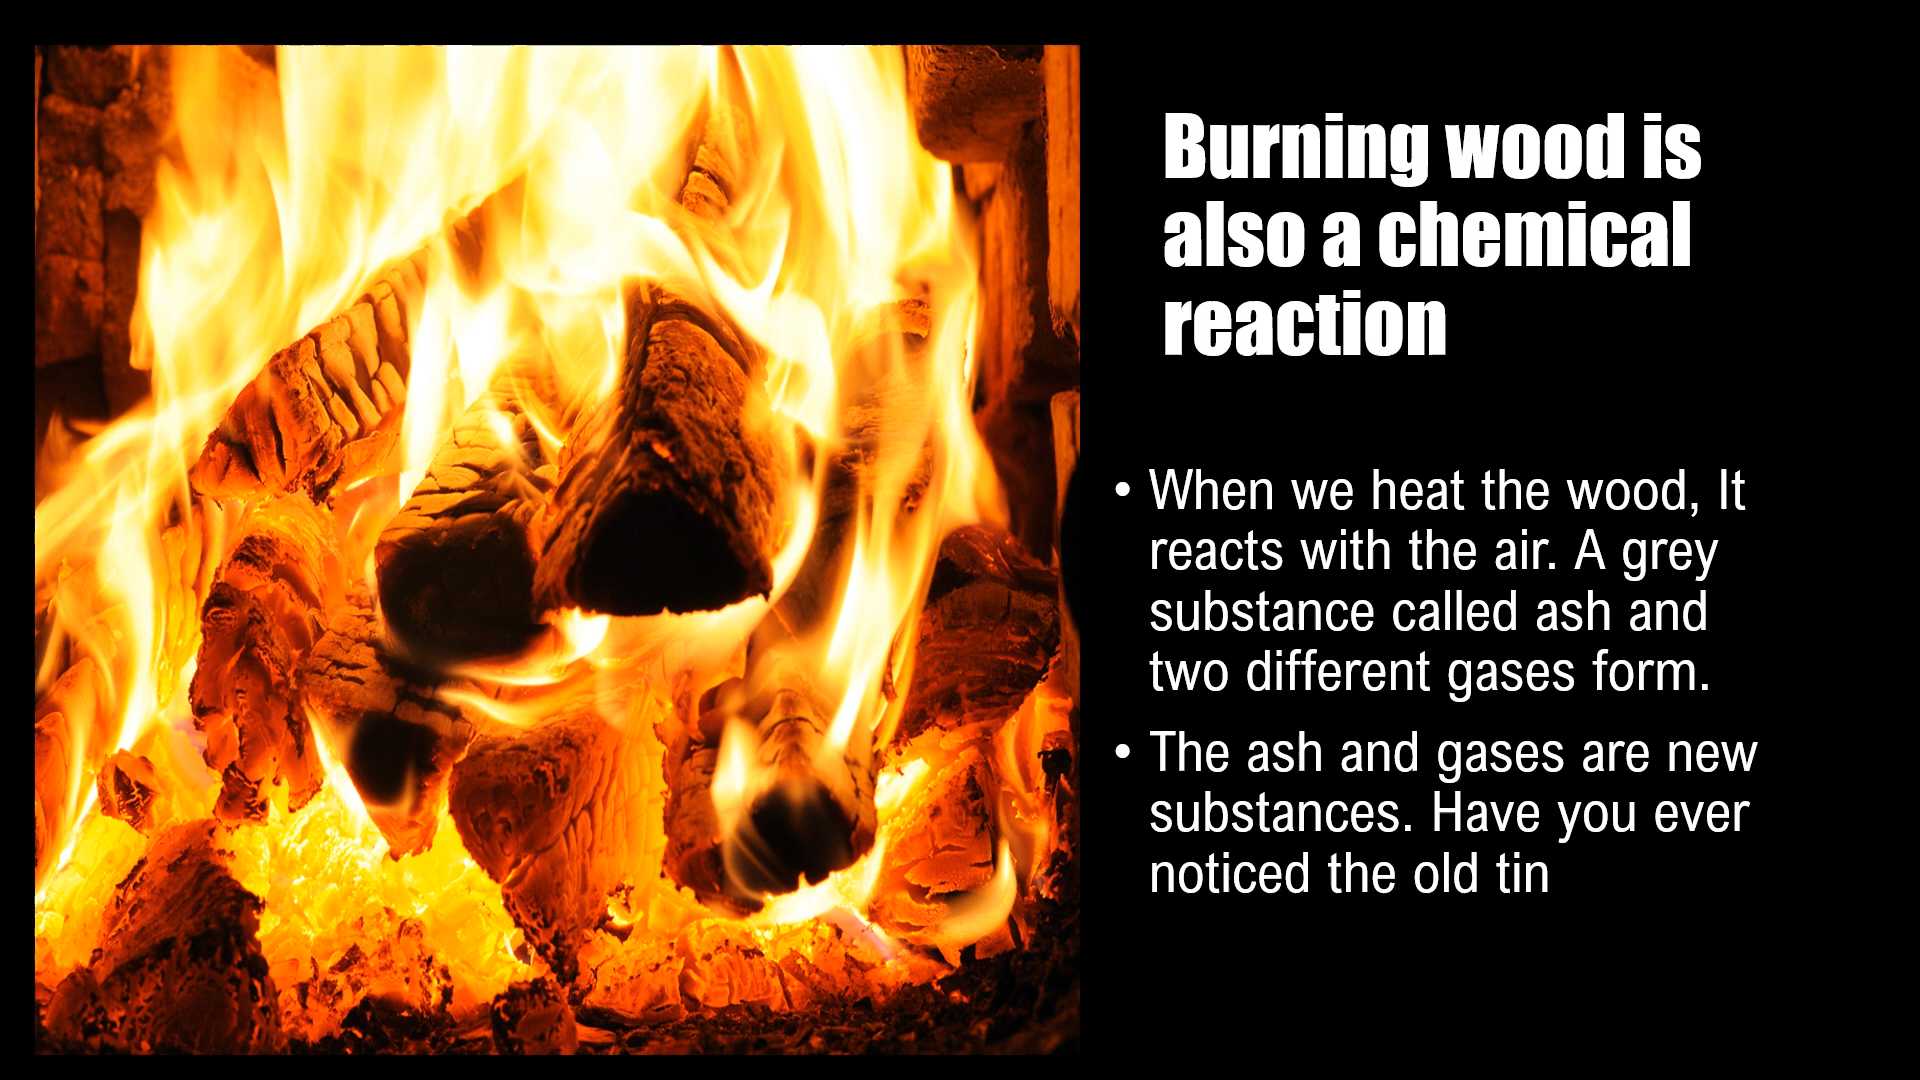 Burning wood is
also a chemical
reaction
• When we heat the wood, It
reacts with the air. A grey
substance called ash and
two different gases form.
• The ash and gases are new
substances. Have you ever
noticed the old tin